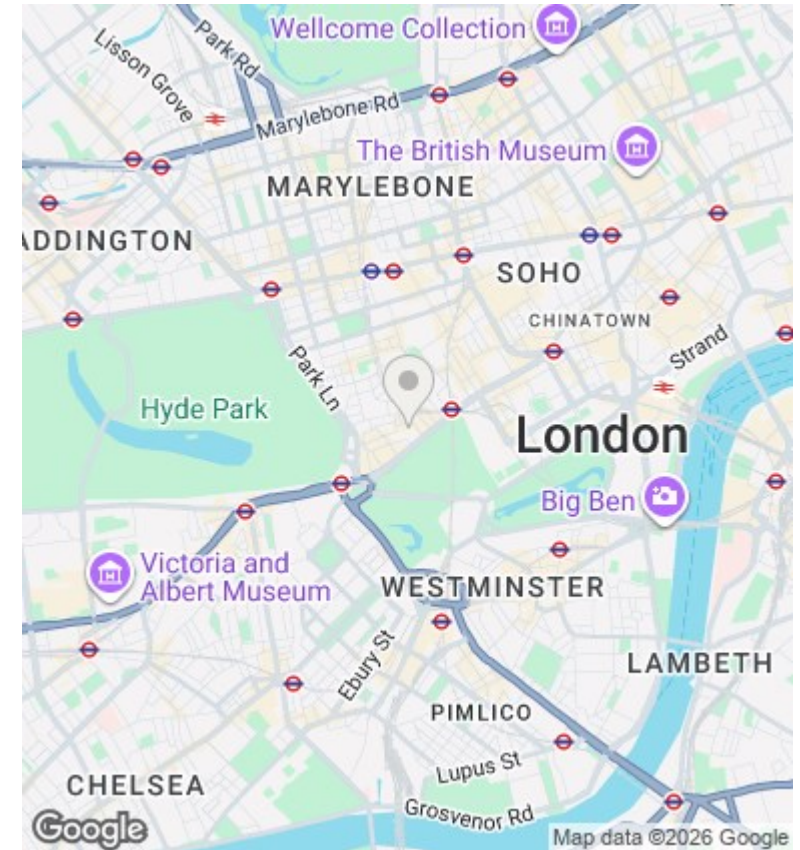 Wellcome Collection
Park Rd
Lisson Grove
Marylebone Rd
The British Museum
MARYLEBONE
ADDINGTON
SOHO
CHINATOWN
Strand
Park Ln
Hyde Park
London
Big Ben
Victoria and
Albert Museum
WESTMINSTER
Ebury St
LAMBETH
PIMLICO
Lupus St
CHELSEA
Grosvenor Rd
Google
Map data ©2026 Google